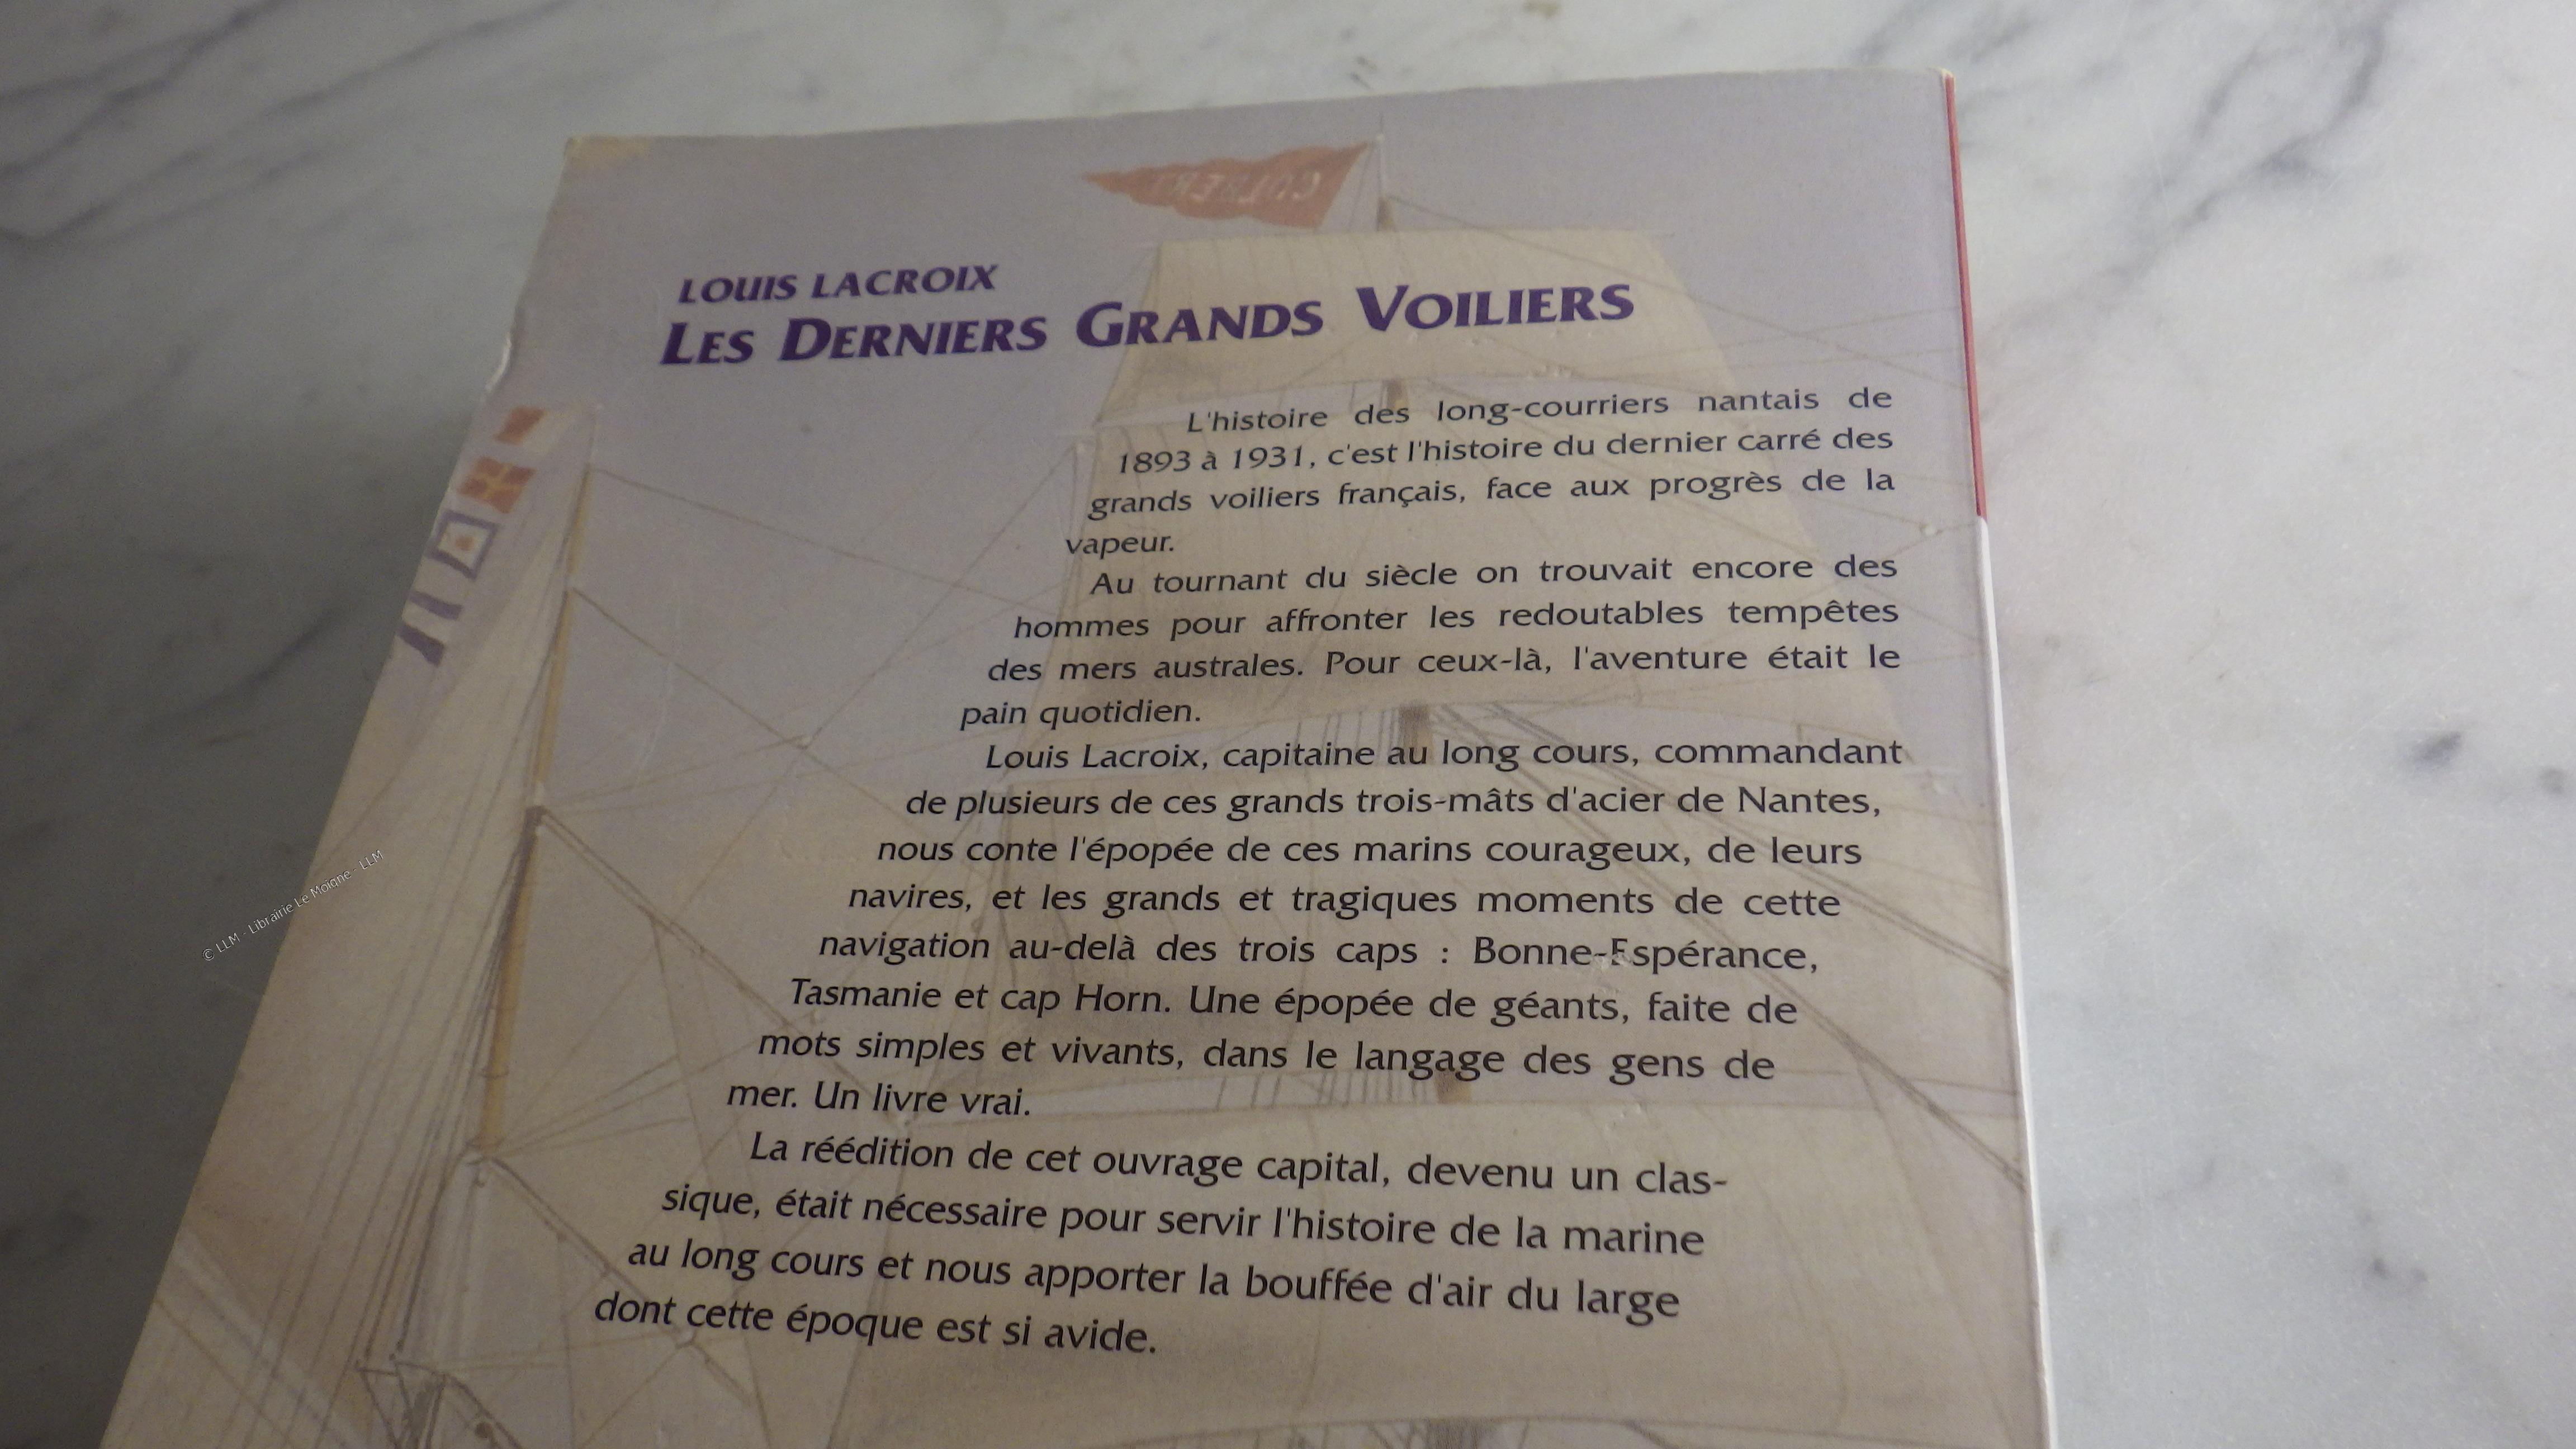 COLBERT
LOUIS LACROIX
LES DERNIERS GRANDS VOILIERS
L'histoire des long-courriers nantais de
1893 à 1931, c'est l'histoire du dernier carré des
grands voiliers français, face aux progrès de la
vapeur.
Au tournant du siècle on trouvait encore des
hommes pour affronter les redoutables tempêtes
des mers australes. Pour ceux-là, l'aventure était le
pain quotidien.
Louis Lacroix, capitaine au long cours, commandant
de plusieurs de ces grands trois-mâts d'acier de Nantes,
nous conte l'épopée de ces marins courageux, de leurs
navires, et les grands et tragiques moments de cette
navigation au-delà des trois caps : Bonne-Espérance,
Tasmanie et cap Horn. Une épopée de géants, faite de
mots simples et vivants, dans le langage des gens de
mer. Un livre vrai.
La réédition de cet ouvrage capital, devenu un clas-
sique, était nécessaire pour servir l'histoire de la marine
au long cours et nous apporter la bouffée d'air du large
dont cette époque est si avide.
© LLM - Librairie Le Moigne - LLM